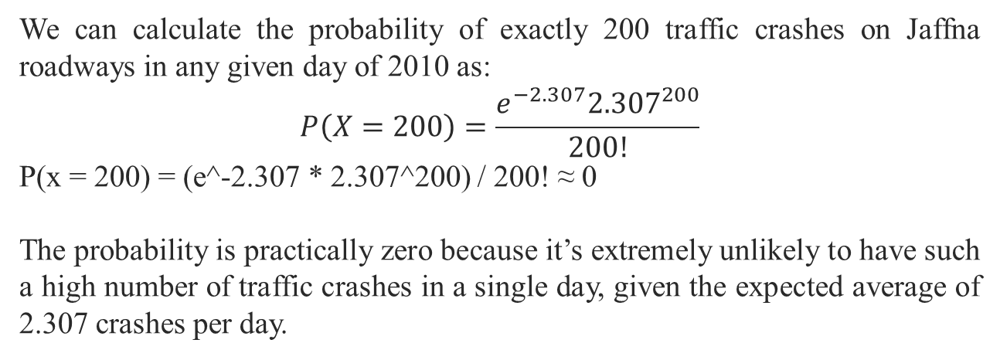 We can calculate the probability of exactly 200 traffic crashes on Jaffna
roadways in any given day of 2010 as:
P(X = 200) = \frac{e^{-2.307}2.307^{200}}{200!}
P(x = 200) = (e^-2.307 * 2.307^200) / 200! ≈ 0
The probability is practically zero because it’s extremely unlikely to have such
a high number of traffic crashes in a single day, given the expected average of
2.307 crashes per day.